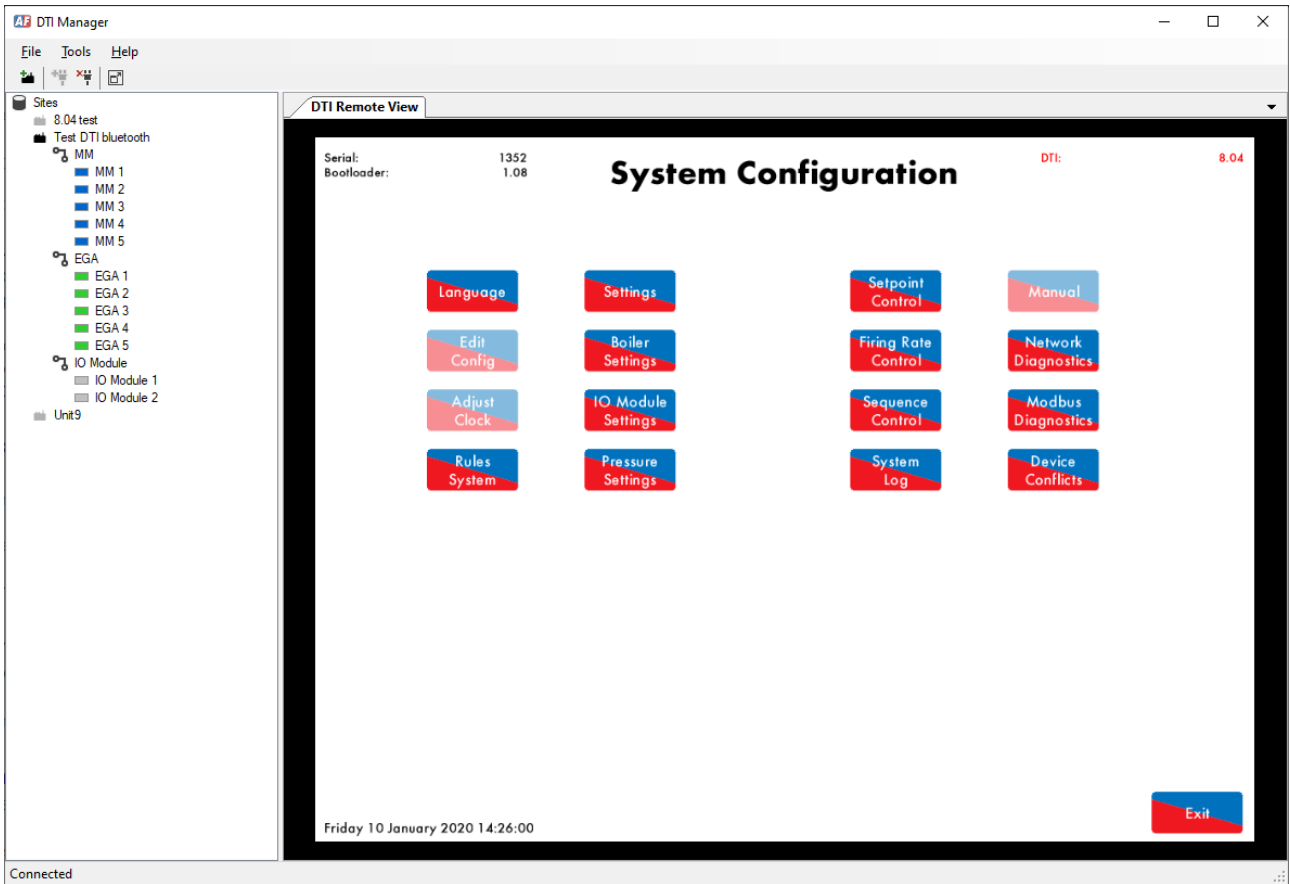 AF DTI Manager
File Tools Help
Sites
8.04 test
Test DTI bluetooth
MM
MM 1
MM 2
MM 3
MM 4
MM 5
EGA
EGA 1
EGA 2
EGA 3
EGA 4
EGA 5
IO Module
IO Module 1
IO Module 2
Unit9
DTI Remote View
Serial: 1352
Bootloader: 1.08
System Configuration
DTI: 8.04
Language
Settings
Setpoint
Control
Manual
Edit
Config
Boiler
Settings
Firing Rate
Control
Network
Diagnostics
Adjust
Clock
IO Module
Settings
Sequence
Control
Modbus
Diagnostics
Rules
System
Pressure
Settings
System
Log
Device
Conflicts
Exit
Friday 10 January 2020 14:26:00
Connected